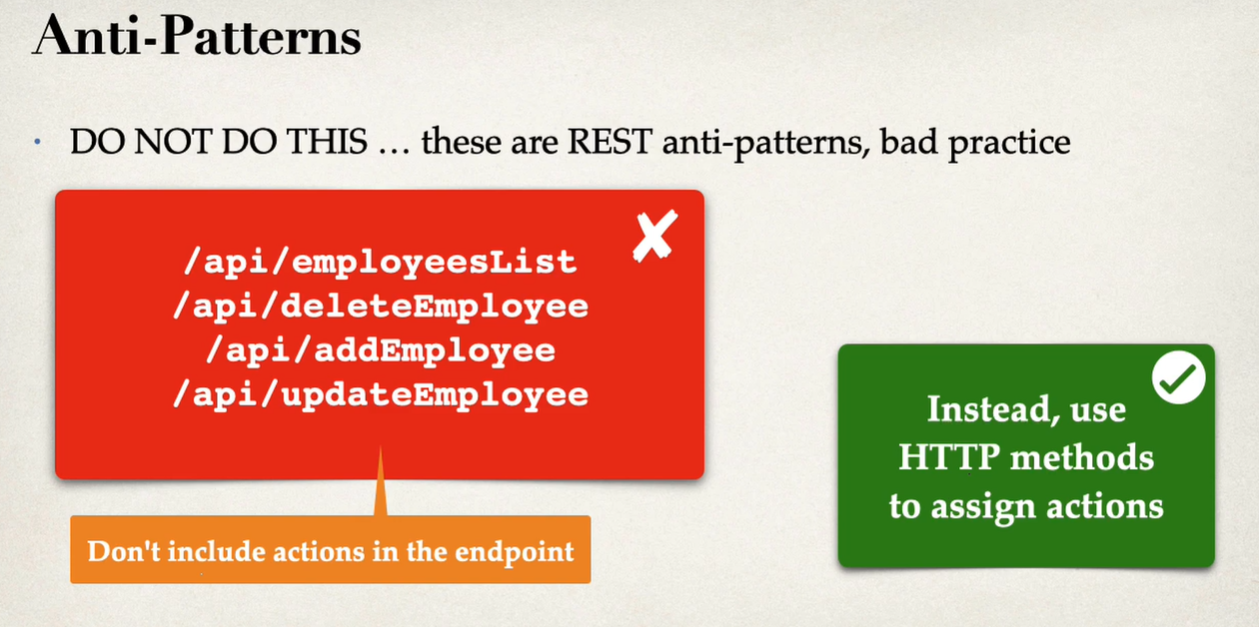 Anti-Patterns
• DO NOT DO THIS … these are REST anti-patterns, bad practice
/api/employeesList
/api/deleteEmployee
/api/addEmployee
/api/updateEmployee
Don't include actions in the endpoint
Instead, use
HTTP methods
to assign actions